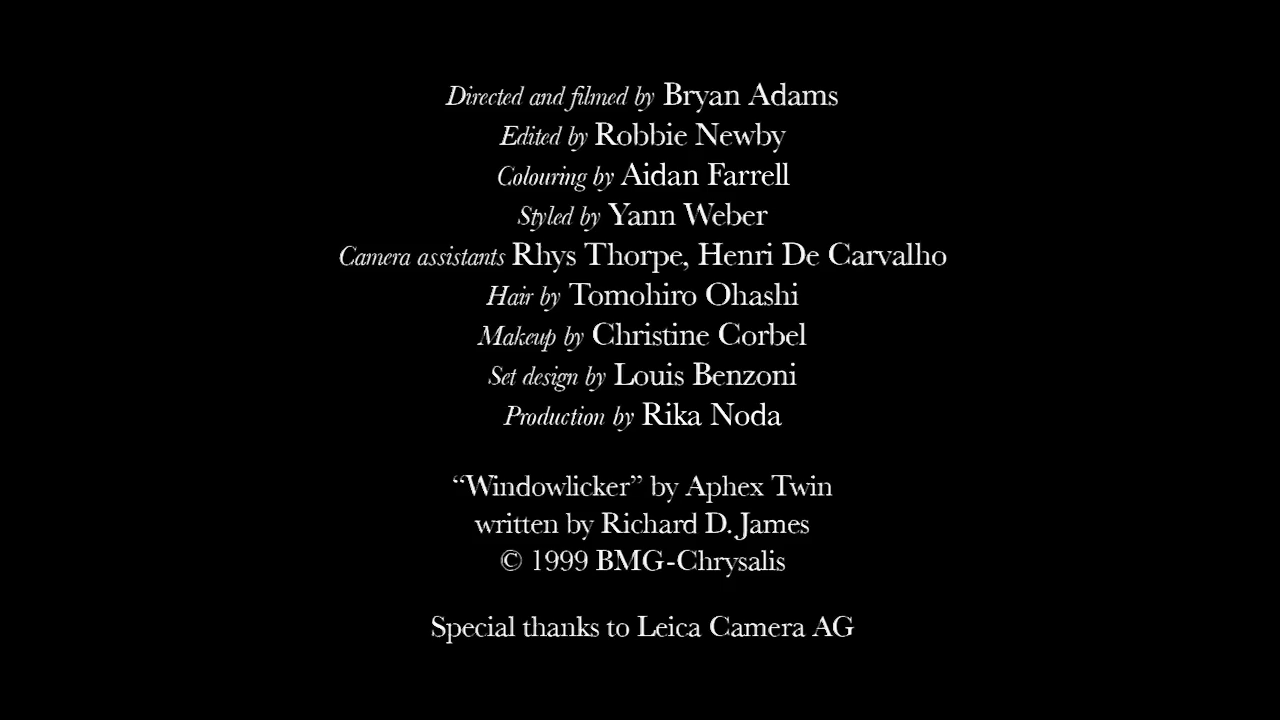 Directed and filmed by Bryan Adams
Edited by Robbie Newby
Colouring by Aidan Farrell
Styled by Yann Weber
Camera assistants Rhys Thorpe, Henri De Carvalho
Hair by Tomohiro Ohashi
Makeup by Christine Corbel
Set design by Louis Benzoni
Production by Rika Noda
“Windowlicker” by Aphex Twin
written by Richard D. James
© 1999 BMG-Chrysalis
Special thanks to Leica Camera AG